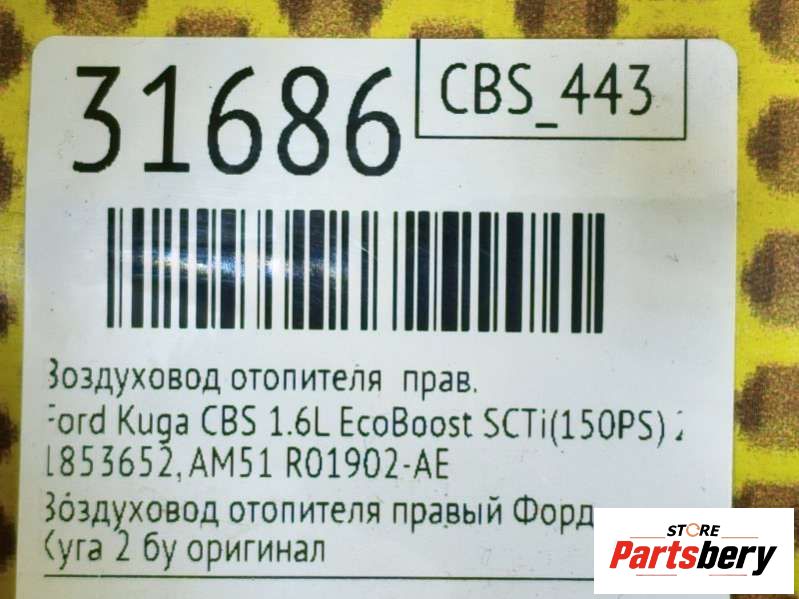 31686
CBS_443
Воздуховод отопителя прав.
Ford Kuga CBS 1.6L EcoBoost SCTi(150PS)
1853652, AM51 R01902-AE
Воздуховод отопителя правый Форд
Куга 2 бу оригинал
STORE
Partsbery